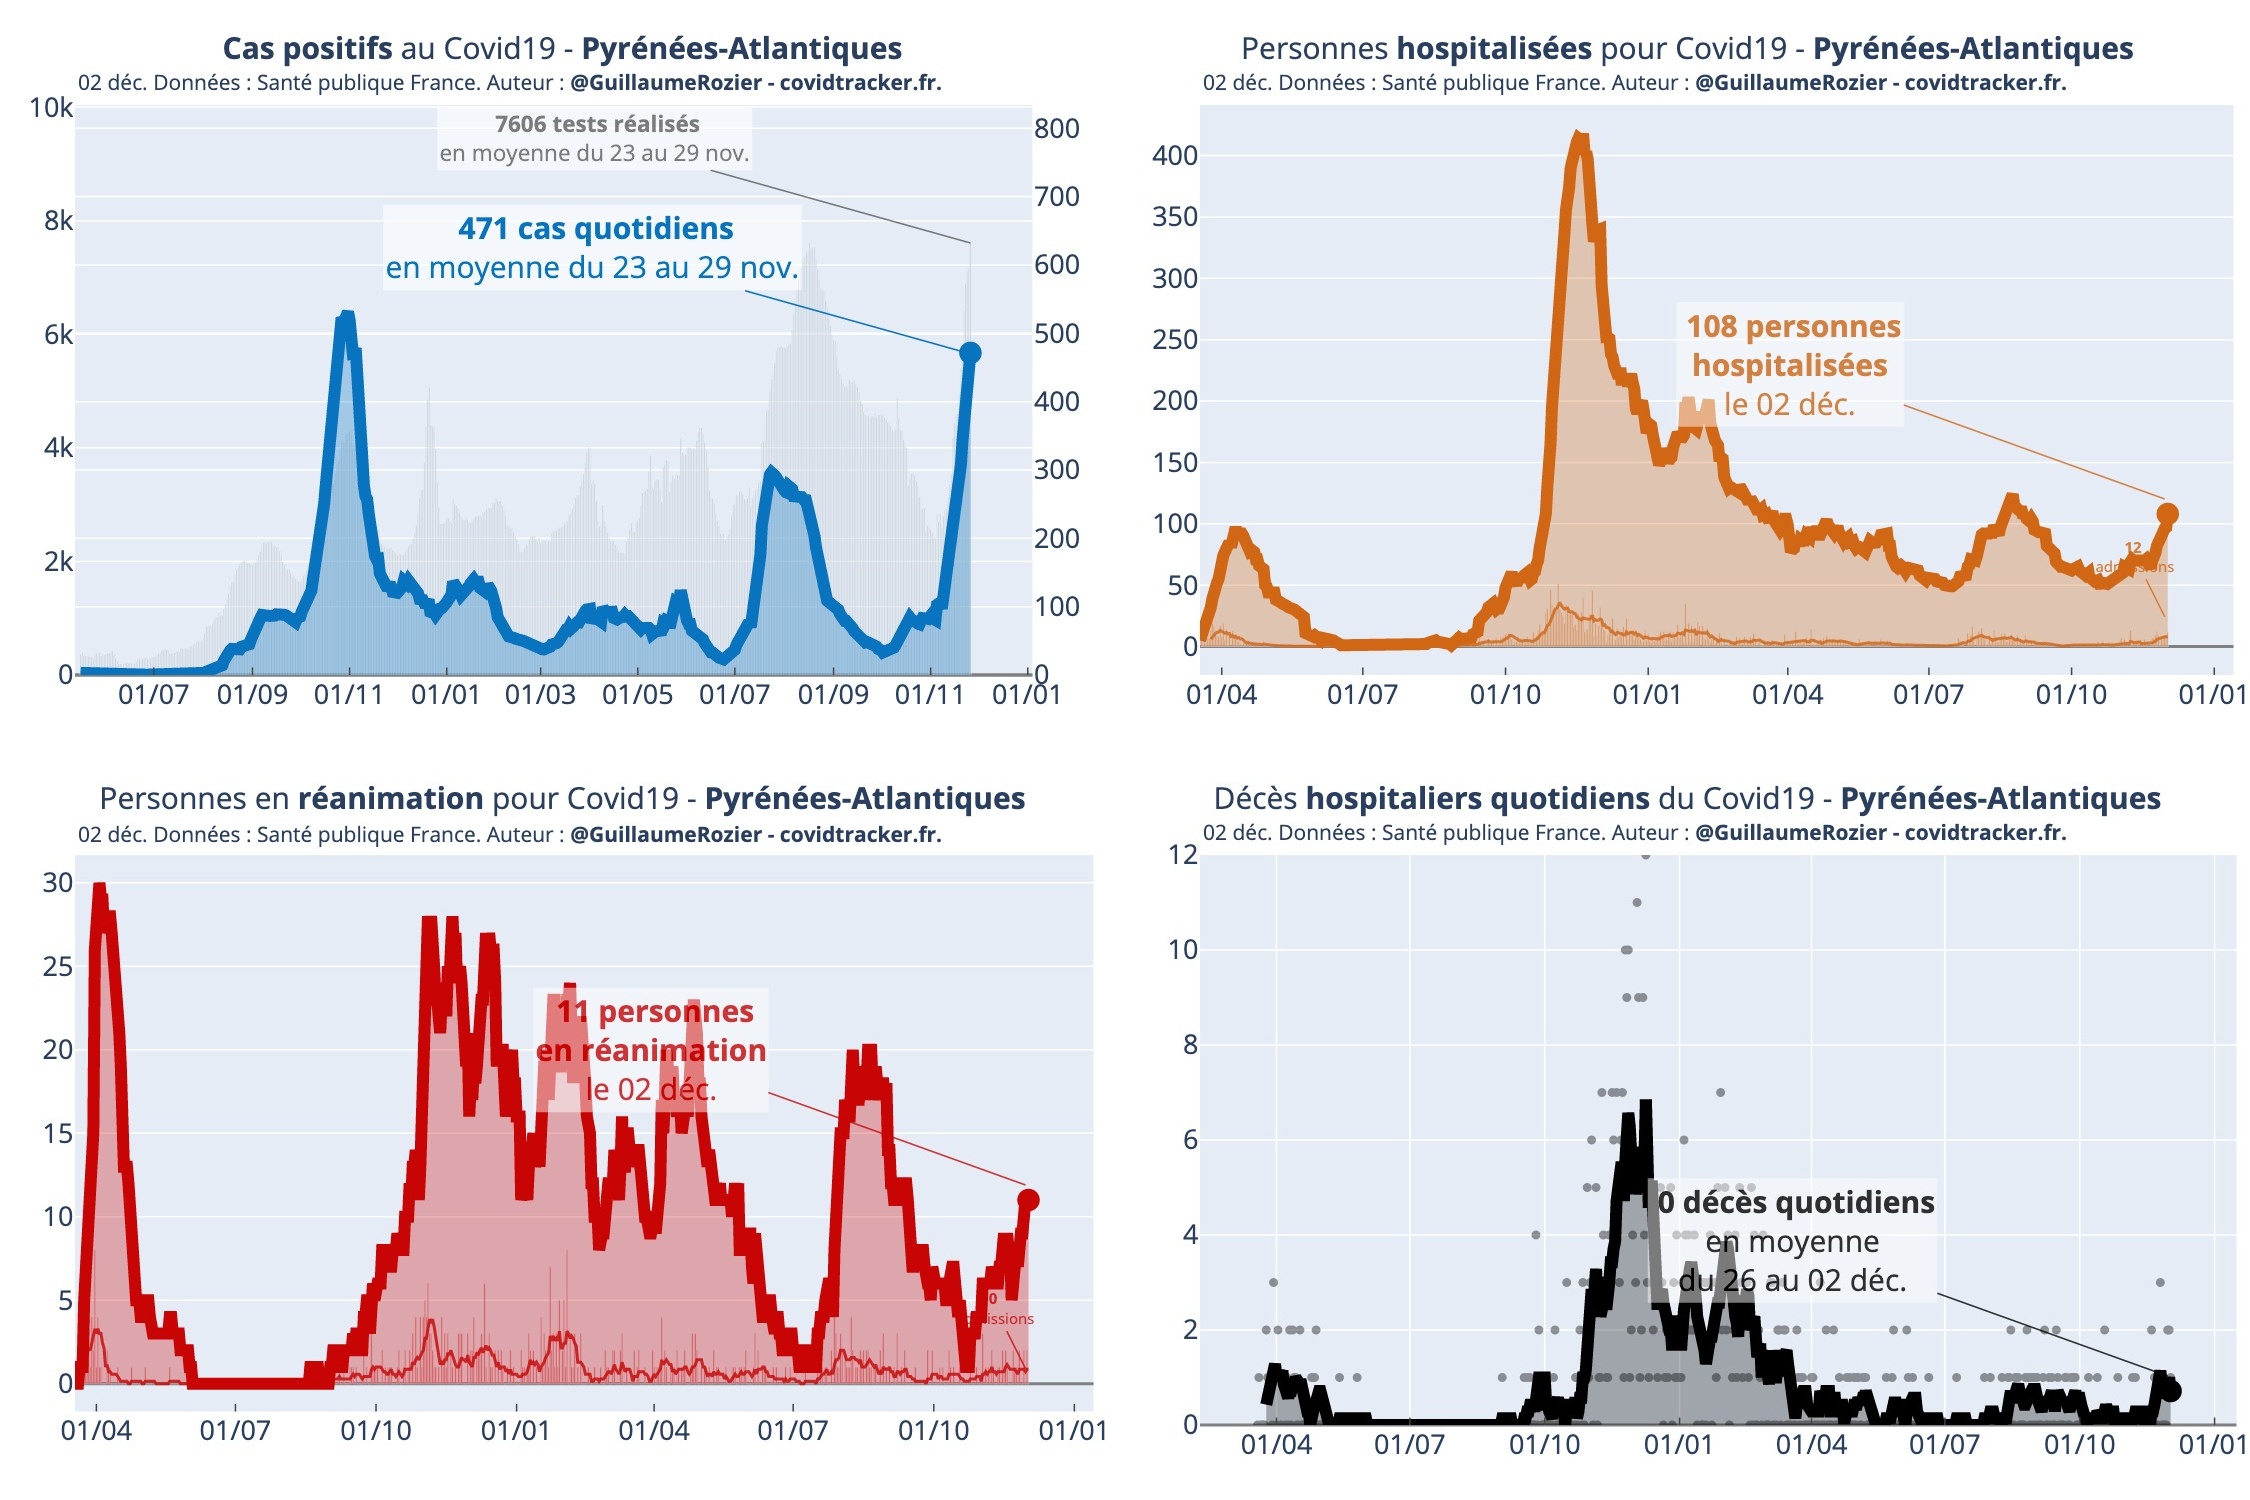 Cas positifs au Covid19 - Pyrénées-Atlantiques
02 déc. Données : Santé publique France. Auteur : @GuillaumeRozier - covidtracker.fr.
10k
8k
6k
4k
2k
0
800
700
600
500
400
300
200
100
0
7606 tests réalisés
en moyenne du 23 au 29 nov.
471 cas quotidiens
en moyenne du 23 au 29 nov.
01/07 01/09 01/11 01/01 01/03 01/05 01/07 01/09 01/11 01/01
Personnes hospitalisées pour Covid19 - Pyrénées-Atlantiques
02 déc. Données : Santé publique France. Auteur : @GuillaumeRozier - covidtracker.fr.
400
350
300
250
200
150
100
50
0
108 personnes
hospitalisées
le 02 déc.
12
admissions
01/04 01/07 01/10 01/01 01/04 01/07 01/10 01/01
Personnes en réanimation pour Covid19 - Pyrénées-Atlantiques
02 déc. Données : Santé publique France. Auteur : @GuillaumeRozier - covidtracker.fr.
30
25
20
15
10
5
0
11 personnes
en réanimation
le 02 déc.
0
01/04 01/07 01/10 01/01 01/04 01/07 01/10 01/01
Décès hospitaliers quotidiens du Covid19 - Pyrénées-Atlantiques
02 déc. Données : Santé publique France. Auteur : @GuillaumeRozier - covidtracker.fr.
12
10
8
6
4
2
0
0 décès quotidiens
en moyenne
du 26 au 02 déc.
01/04 01/07 01/10 01/01 01/04 01/07 01/10 01/01